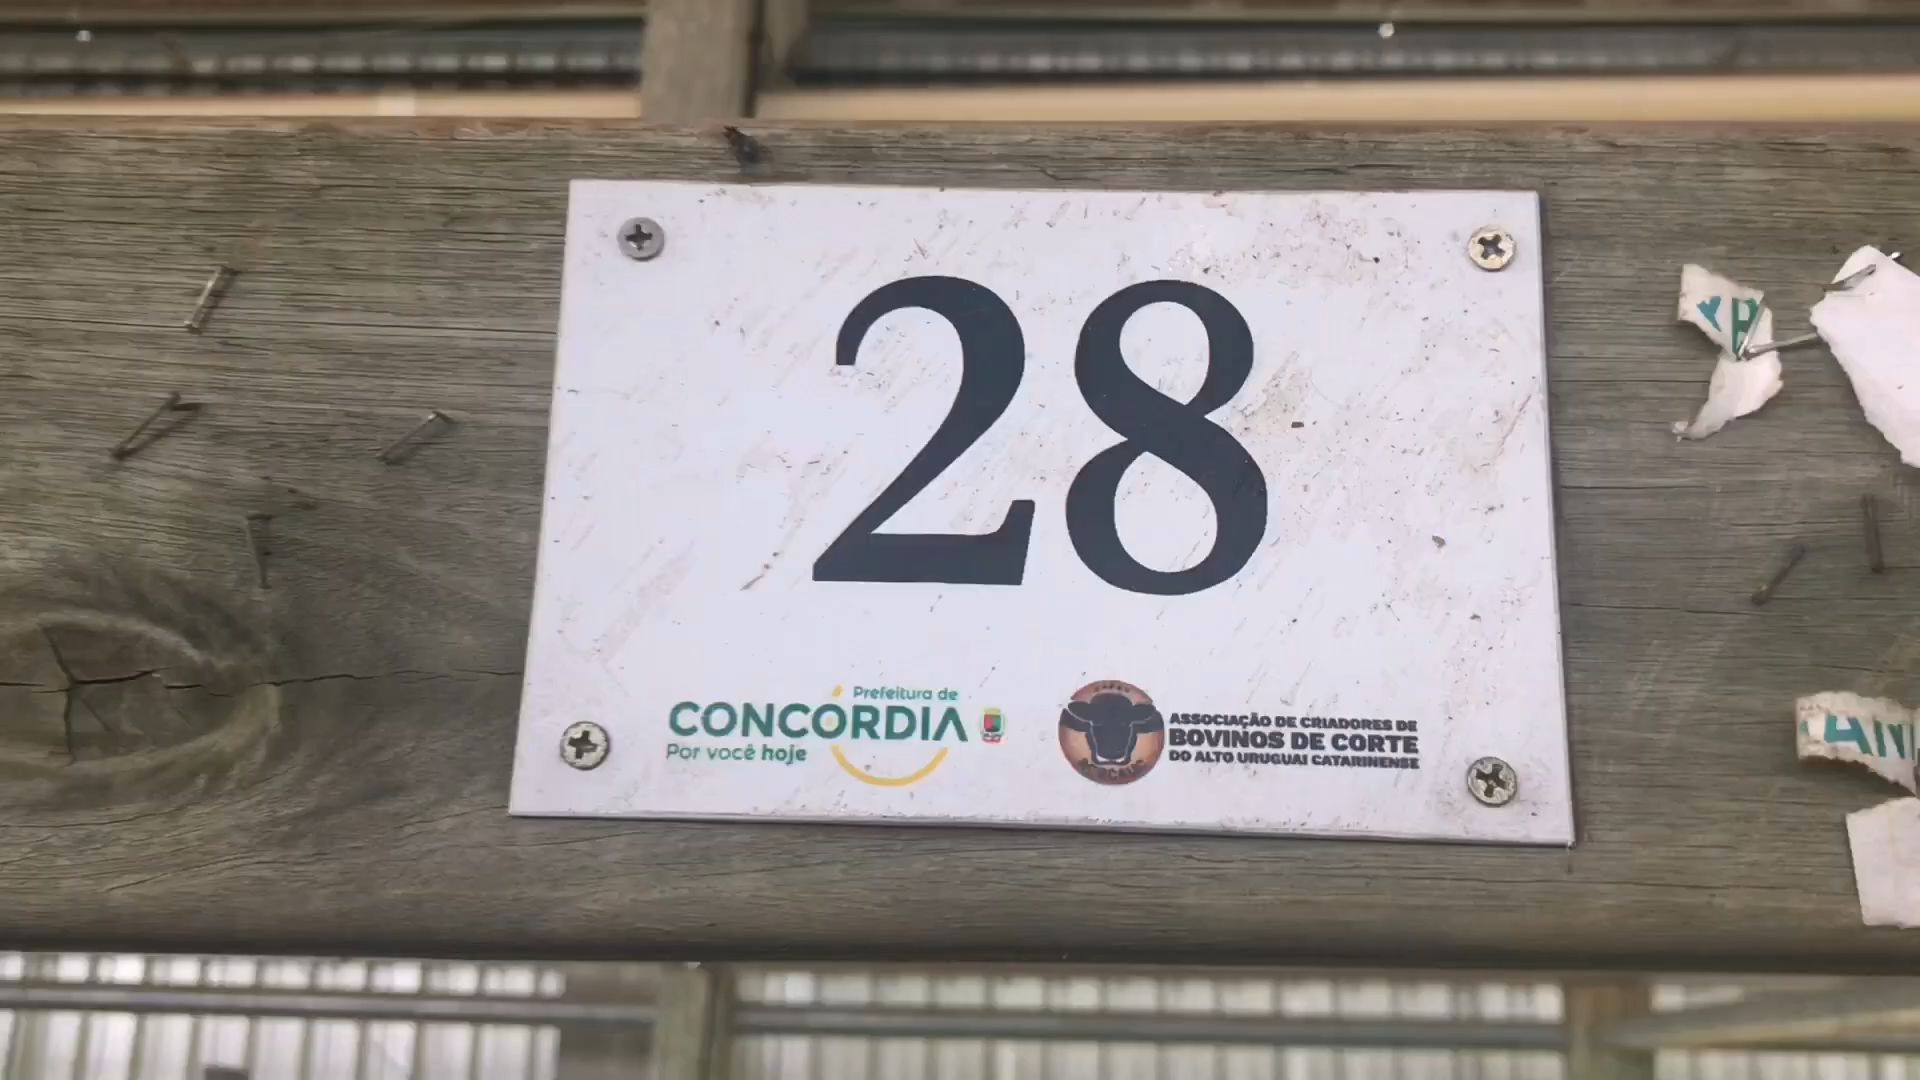 28
Prefeitura de
CONCÓRDIA
Por você hoje
ASSOCIAÇÃO DE CRIADORES DE
BOVINOS DE CORTE
DO ALTO URUGUAI CATARINENSE